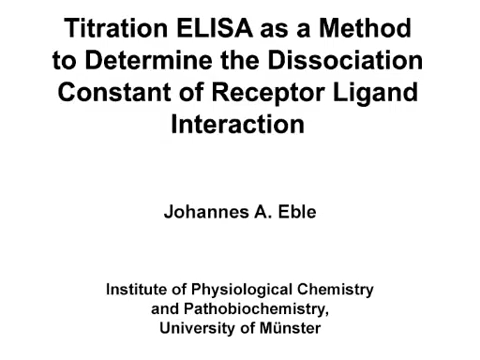 Titration ELISA as a Method
to Determine the Dissociation
Constant of Receptor Ligand
Interaction
Johannes A. Eble
Institute of Physiological Chemistry
and Pathobiochemistry,
University of Münster